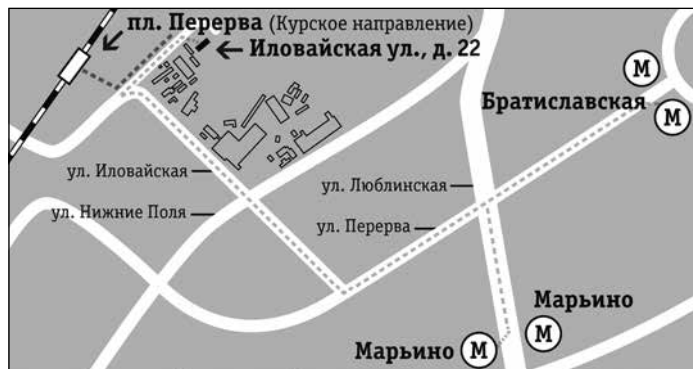 пл. Перерва (Курское направление)
Иловайская ул., д. 22
М
Братиславская
М
ул. Иловайская
ул. Люблинская
ул. Нижние Поля
ул. Перерва
Марьино
М
Марьино М